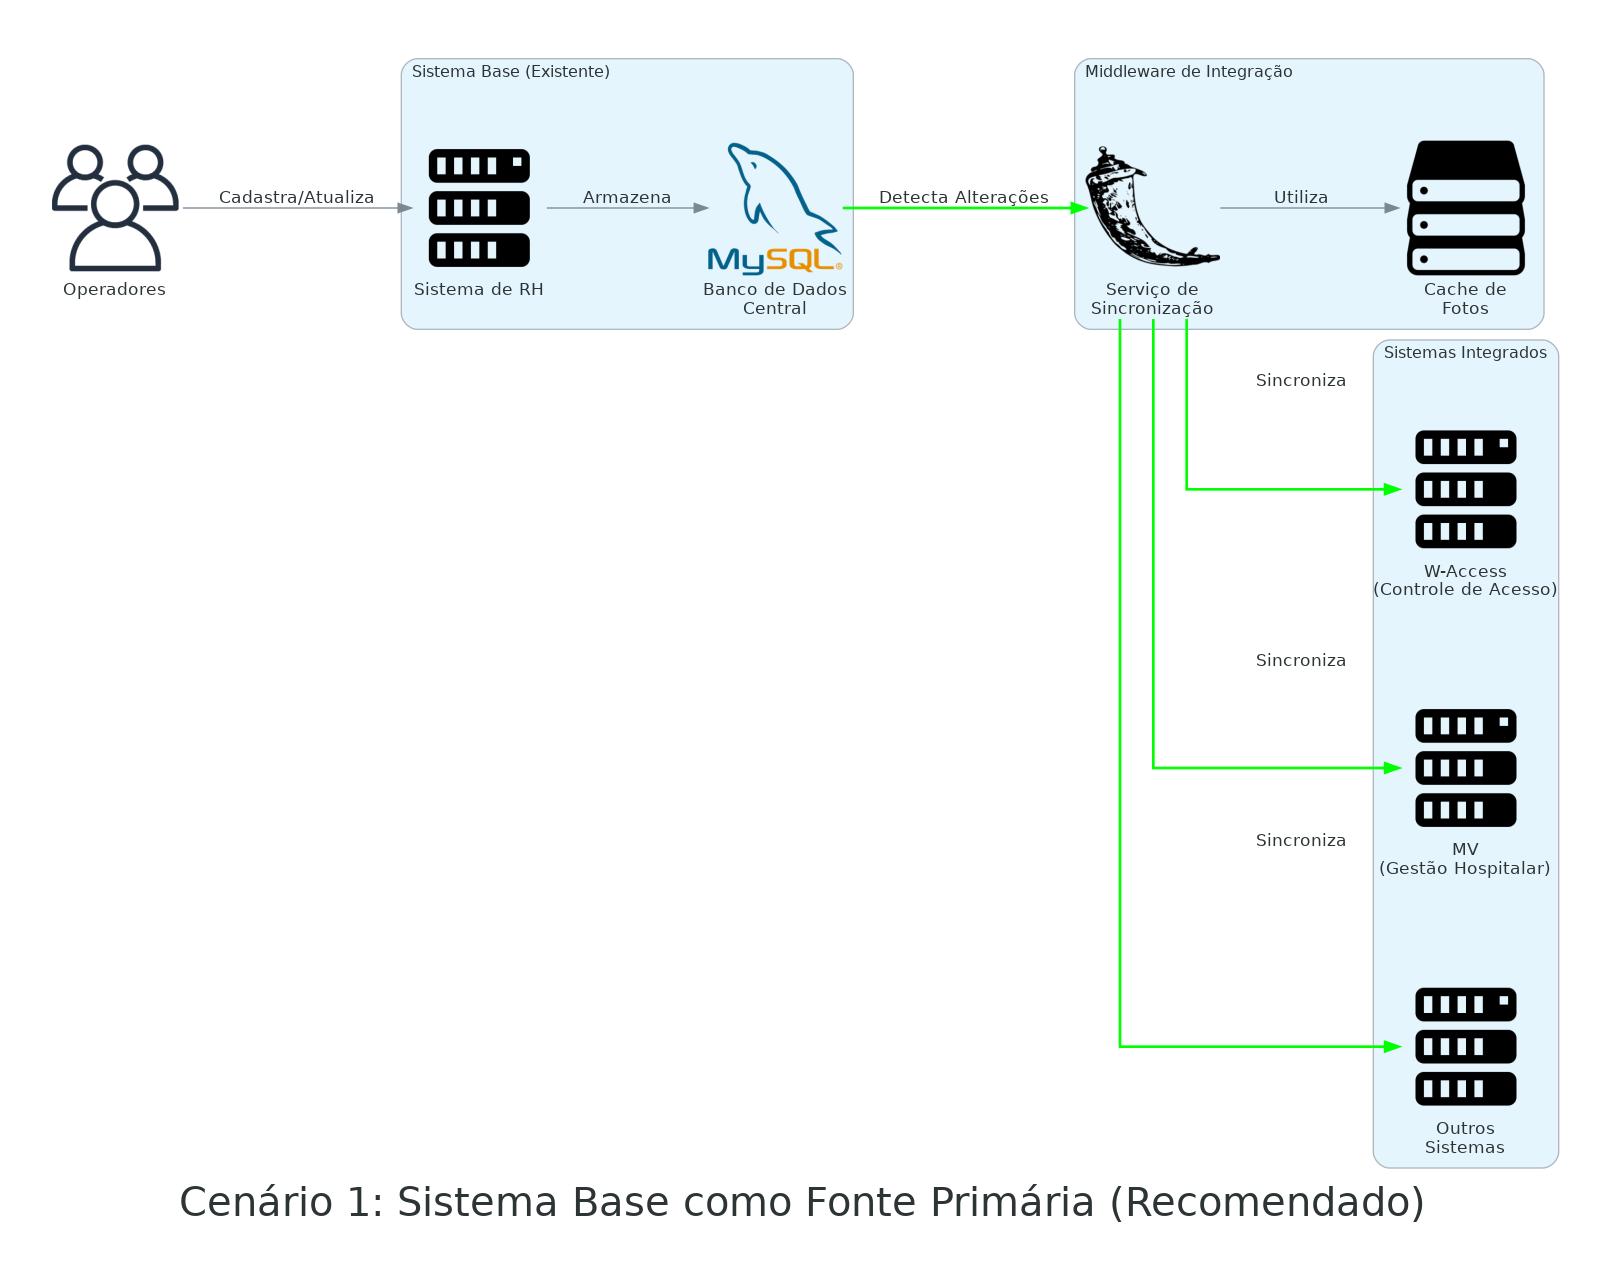 Sistema Base (Existente)
Middleware de Integração
Cadastra/Atualiza
Armazena
Detecta Alterações
Utiliza
MySQL®
Operadores
Sistema de RH
Banco de Dados
Central
Serviço de
Sincronização
Cache de
Fotos
Sistemas Integrados
Sincroniza
W-Access
(Controle de Acesso)
Sincroniza
MV
(Gestão Hospitalar)
Sincroniza
Outros
Sistemas
Cenário 1: Sistema Base como Fonte Primária (Recomendado)